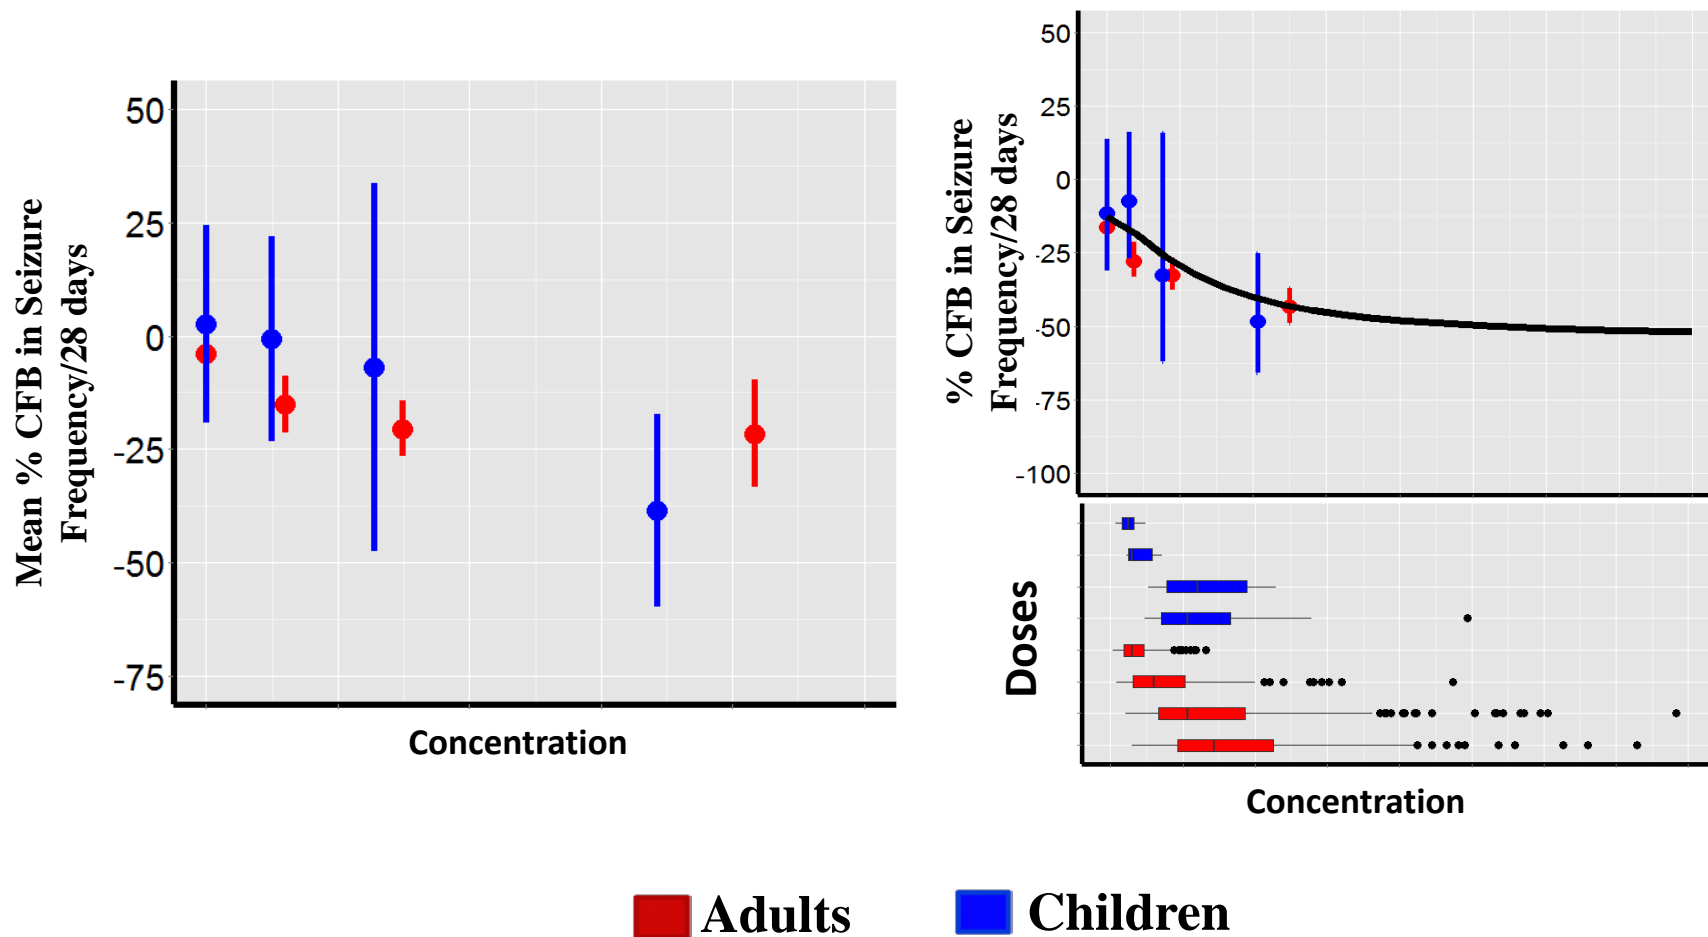 Mean % CFB in Seizure
Frequency/28 days
50
25
0
-25
-50
-75
Concentration
% CFB in Seizure
Frequency/28 days
50
25
0
-25
-50
-75
-100
Doses
Concentration
Adults
Children